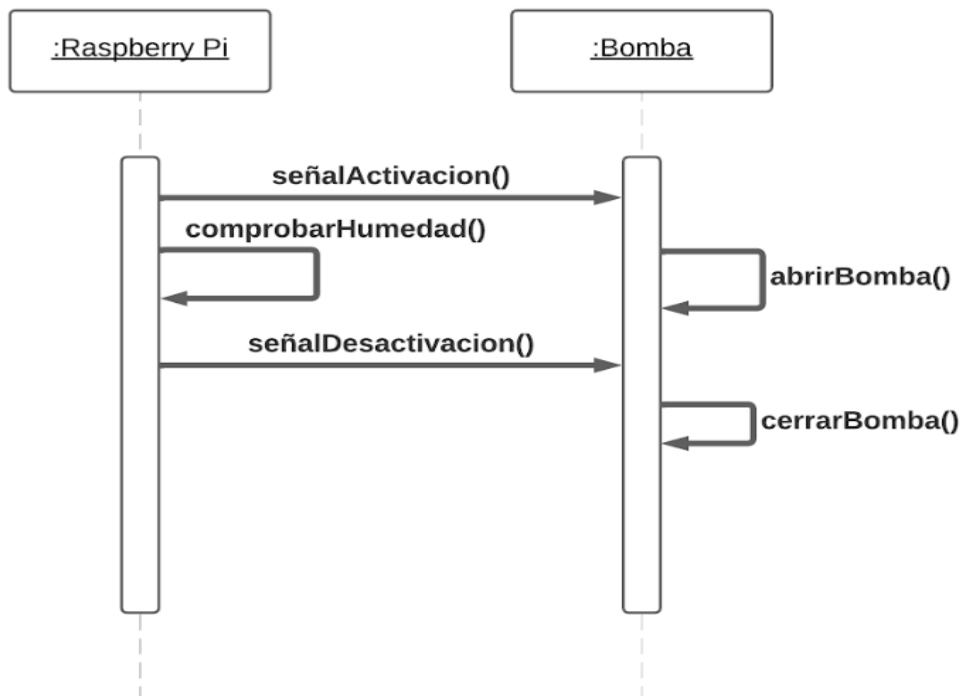 :Raspberry Pi
:Bomba
señalActivacion()
comprobarHumedad()
abrirBomba()
señalDesactivacion()
cerrarBomba()